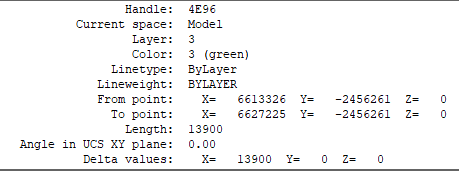 Handle: 4E96
Current space: Model
Layer: 3
Color: 3 (green)
Linetype: ByLayer
Lineweight: BYLAYER
From point: X= 6613326 Y= -2456261 Z= 0
To point: X= 6627225 Y= -2456261 Z= 0
Length: 13900
Angle in UCS XY plane: 0.00
Delta values: X= 13900 Y= 0 Z= 0